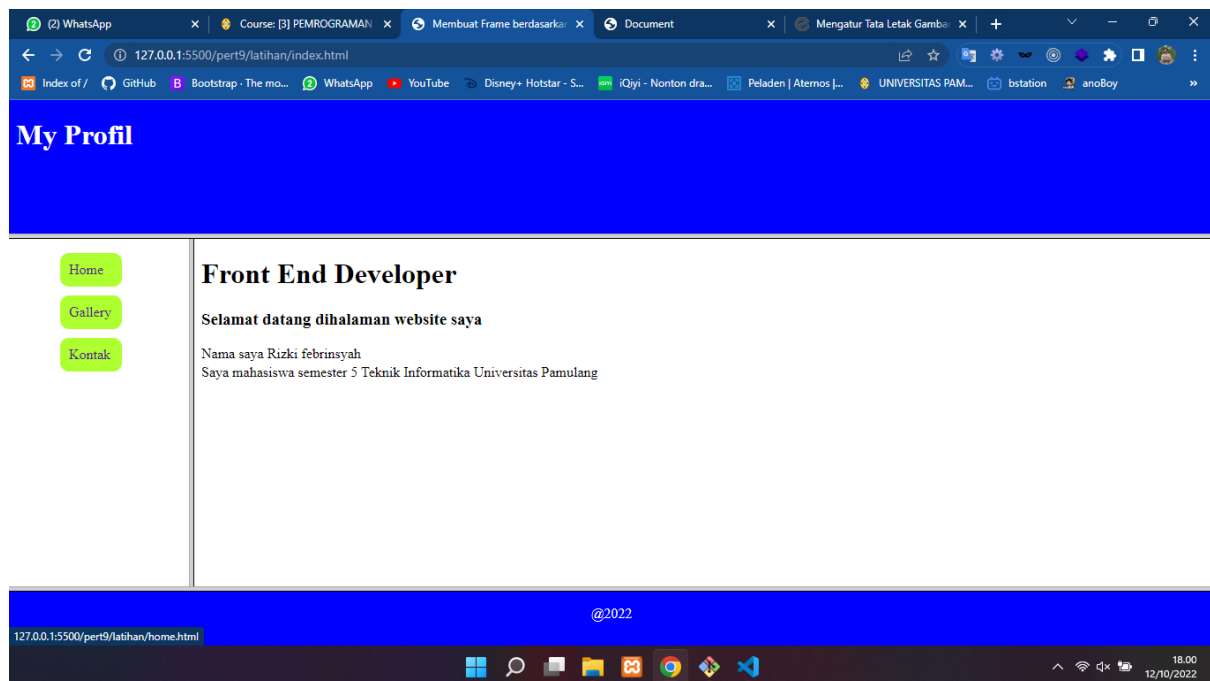 (2) WhatsApp
Course: [3] PEMROGRAMAN
Membuat Frame berdasarka
Document
Mengatur Tata Letak Gamba
127.0.0.1:5500/pert9/latihan/index.html
Index of /
GitHub
Bootstrap · The mo...
WhatsApp
YouTube
Disney+ Hotstar - S...
iQiyi - Nonton dra...
Peladen | Aternos |...
UNIVERSITAS PAM...
bstation
anoBoy
My Profil
Home
Gallery
Kontak
Front End Developer
Selamat datang dihalaman website saya
Nama saya Rizki febrinsyah
Saya mahasiswa semester 5 Teknik Informatika Universitas Pamulang
@2022
127.0.0.1:5500/pert9/latihan/home.html
18.00
12/10/2022